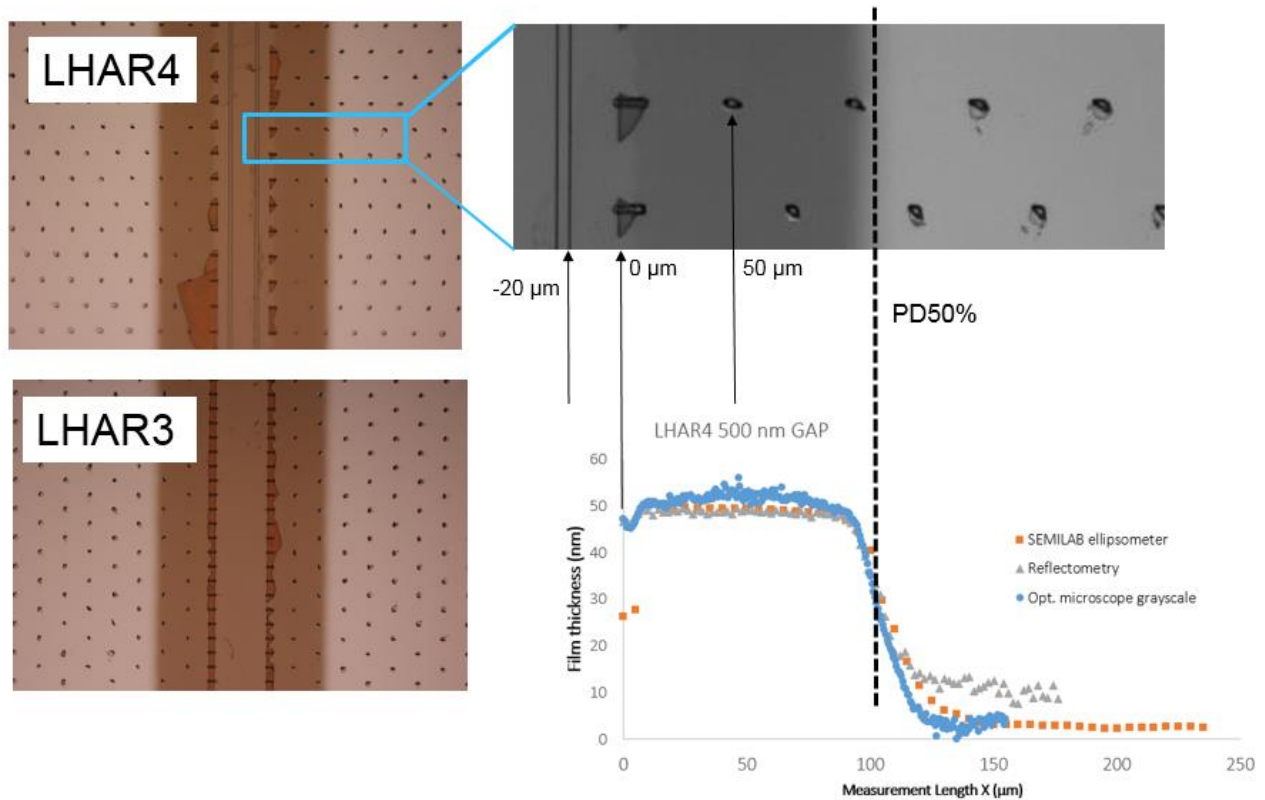 LHAR4
-20 µm
0 µm
50 µm
PD50%
LHAR3
LHAR4 500 nm GAP
Film thickness (nm)
60
50
40
30
20
10
0
0
50
100
150
200
250
Measurement Length X (µm)
SEMILAB ellipsometer
Reflectometry
Opt. microscope grayscale